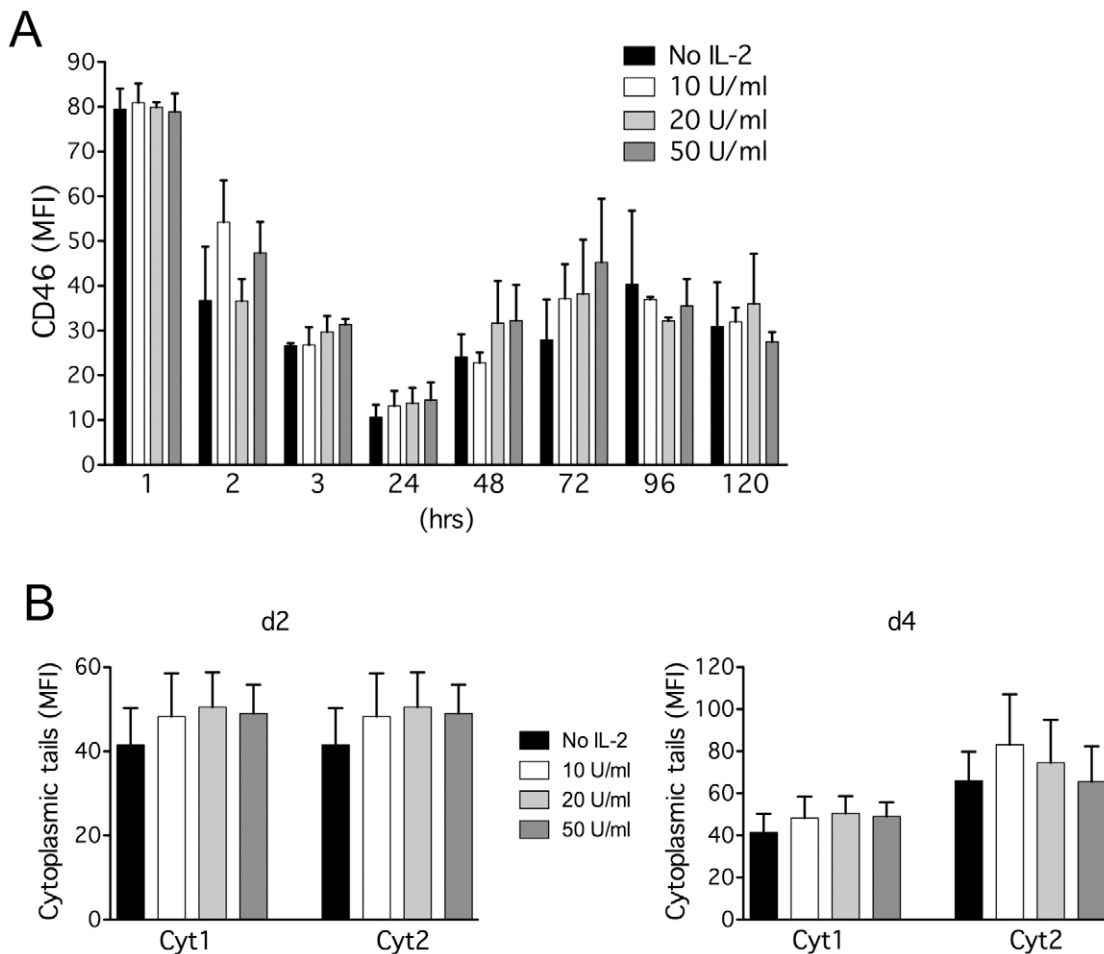 A
No IL-2
10 U/ml
20 U/ml
50 U/ml
CD46 (MFI)
90
80
70
60
50
40
30
20
10
0
1 2 3 24 48 72 96 120
(hrs)
B
d2
Cytoplasmic tails (MFI)
60
40
20
0
Cyt1 Cyt2
No IL-2
10 U/ml
20 U/ml
50 U/ml
d4
Cytoplasmic tails (MFI)
120
100
80
60
40
20
0
Cyt1 Cyt2